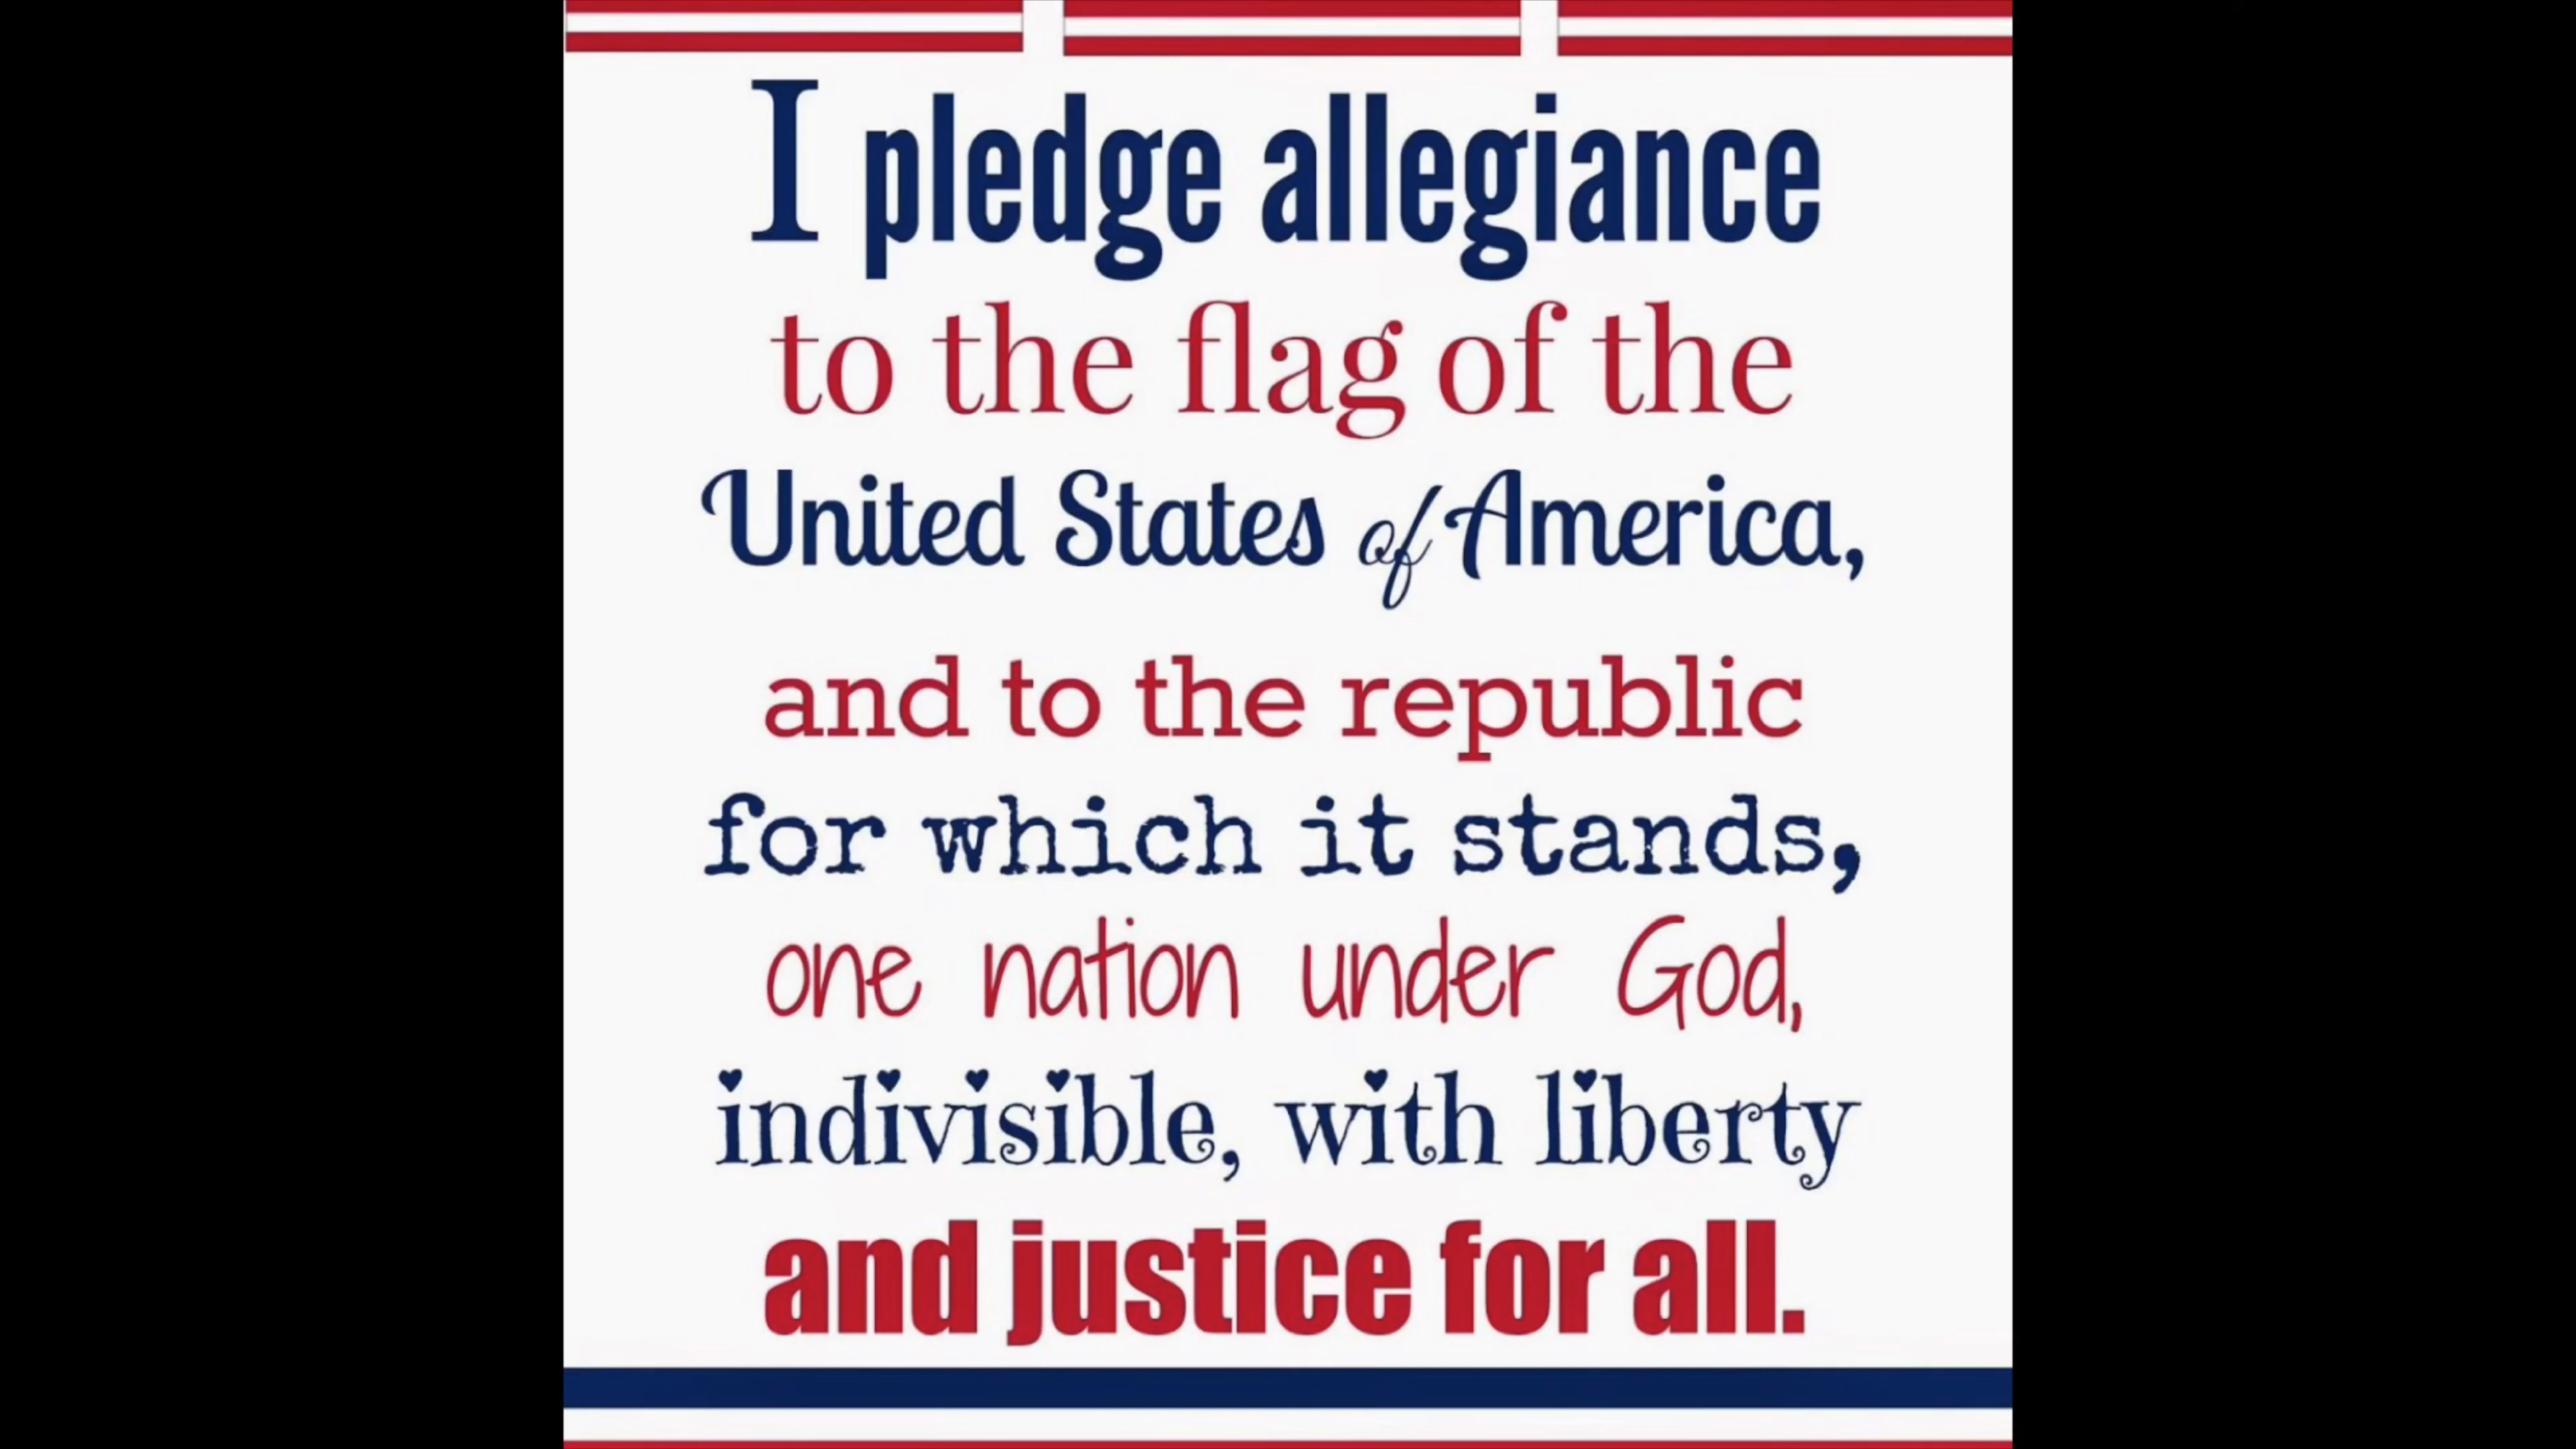 I pledge allegiance
to the flag of the
United States of America,
and to the republic
for which it stands,
one nation under God,
indivisible, with liberty
and justice for all.